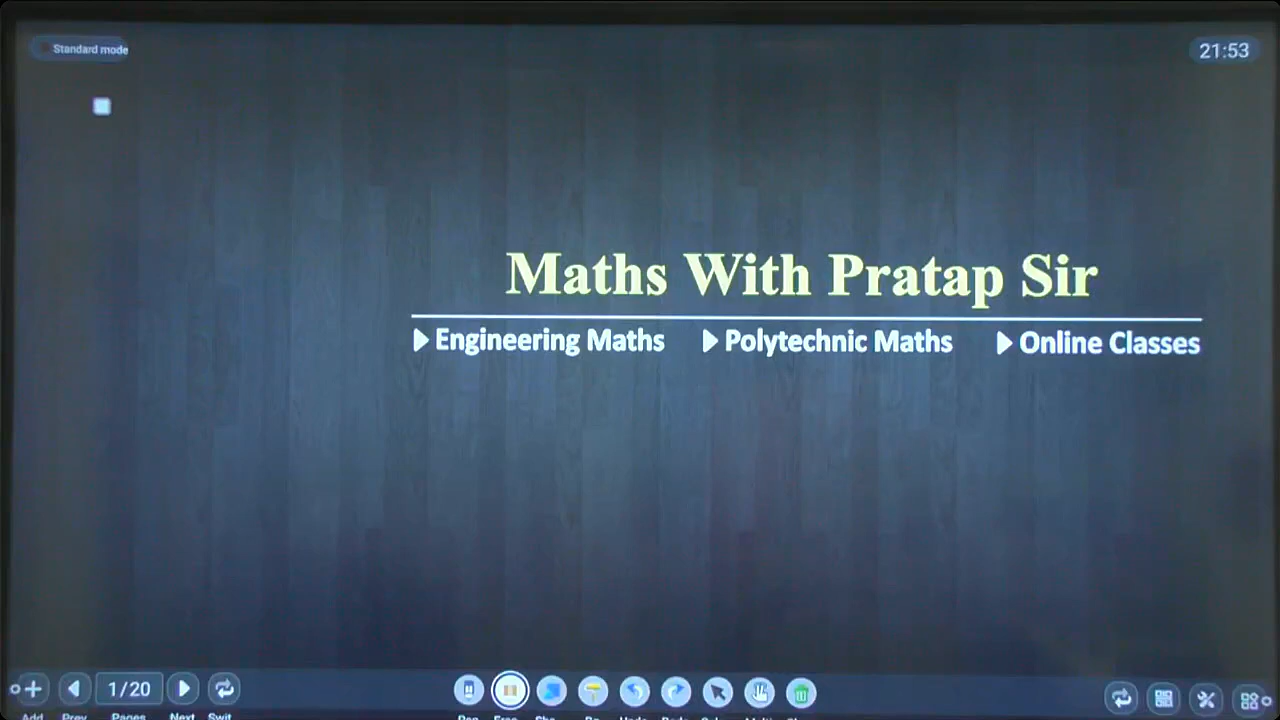 Standard mode
21:53
Maths With Pratap Sir
Engineering Maths Polytechnic Maths Online Classes
1/20
Add Prev Pages Next